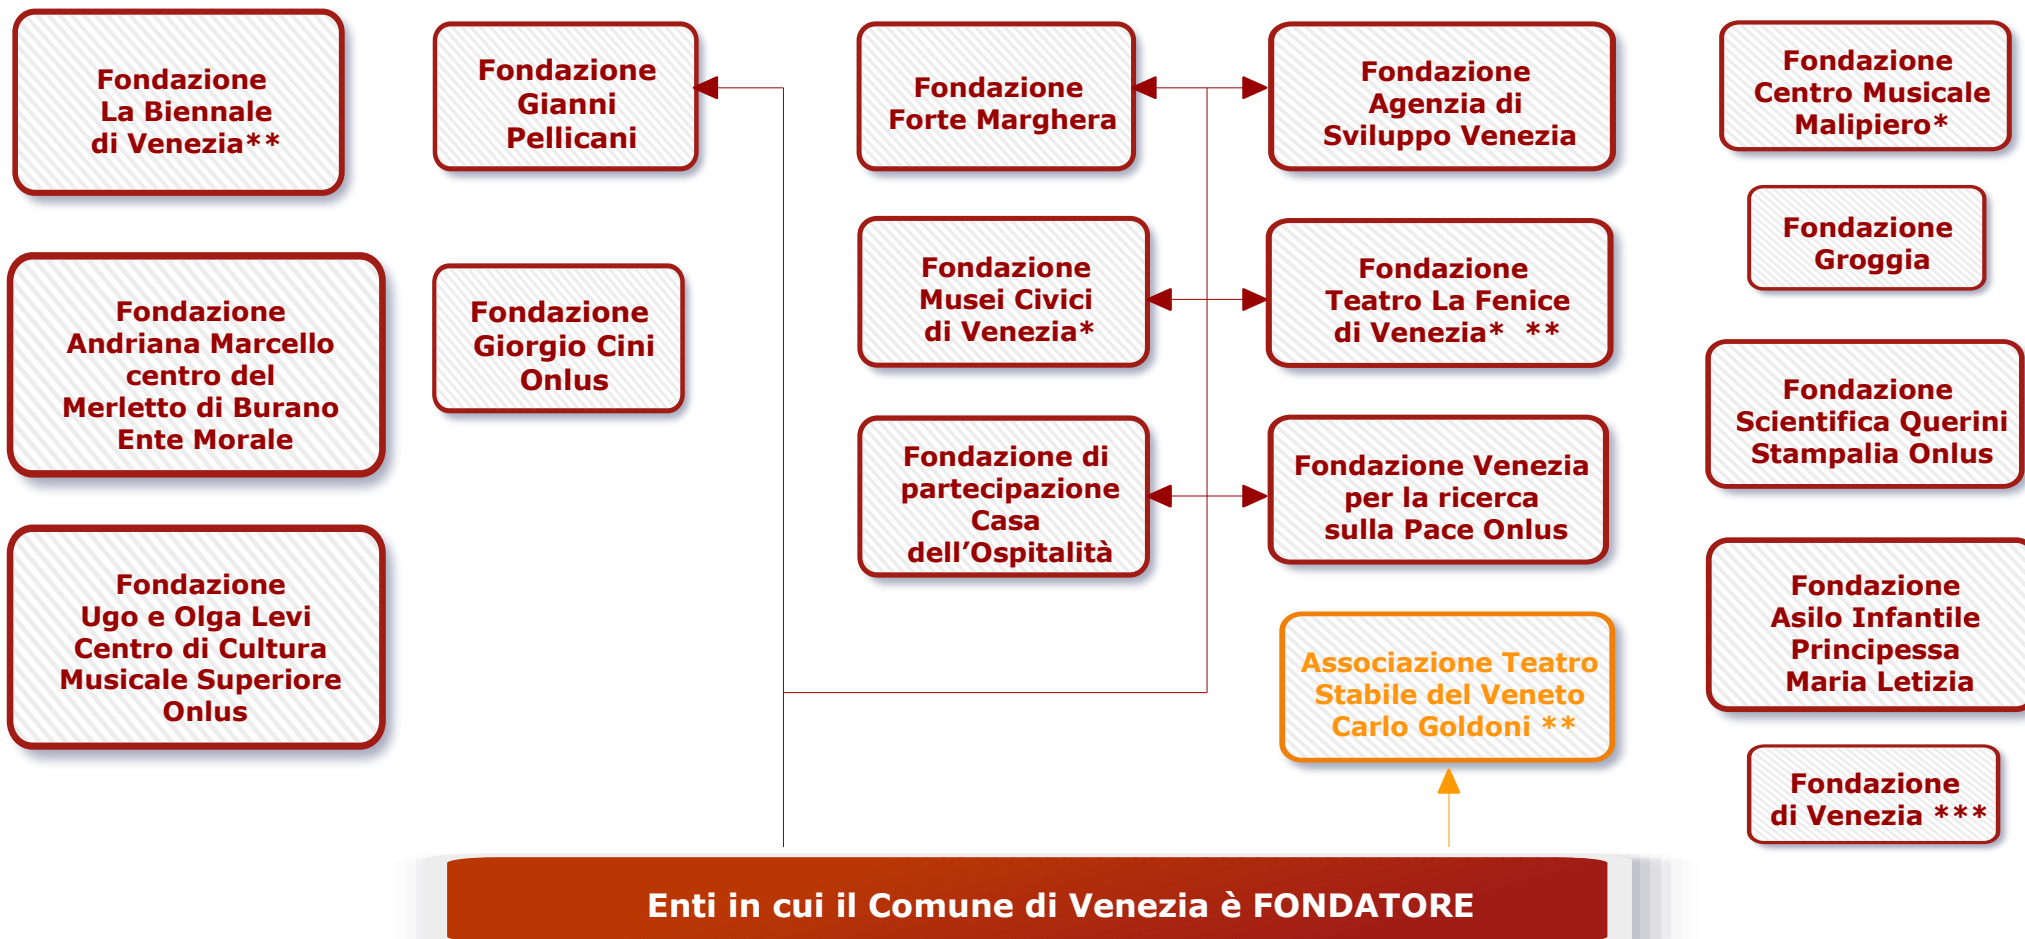 Fondazione
La Biennale
di Venezia**
Fondazione
Gianni
Pellicani
Fondazione
Forte Marghera
Fondazione
Agenzia di
Sviluppo Venezia
Fondazione
Centro Musicale
Malipiero*
Fondazione
Groggia
Fondazione
Andriana Marcello
centro del
Merletto di Burano
Ente Morale
Fondazione
Giorgio Cini
Onlus
Fondazione
Musei Civici
di Venezia*
Fondazione
Teatro La Fenice
di Venezia* **
Fondazione
Scientifica Querini
Stampalia Onlus
Fondazione di
partecipazione
Casa
dell’Ospitalità
Fondazione Venezia
per la ricerca
sulla Pace Onlus
Fondazione
Ugo e Olga Levi
Centro di Cultura
Musicale Superiore
Onlus
Associazione Teatro
Stabile del Veneto
Carlo Goldoni **
Fondazione
Asilo Infantile
Principessa
Maria Letizia
Fondazione
di Venezia ***
Enti in cui il Comune di Venezia è FONDATORE